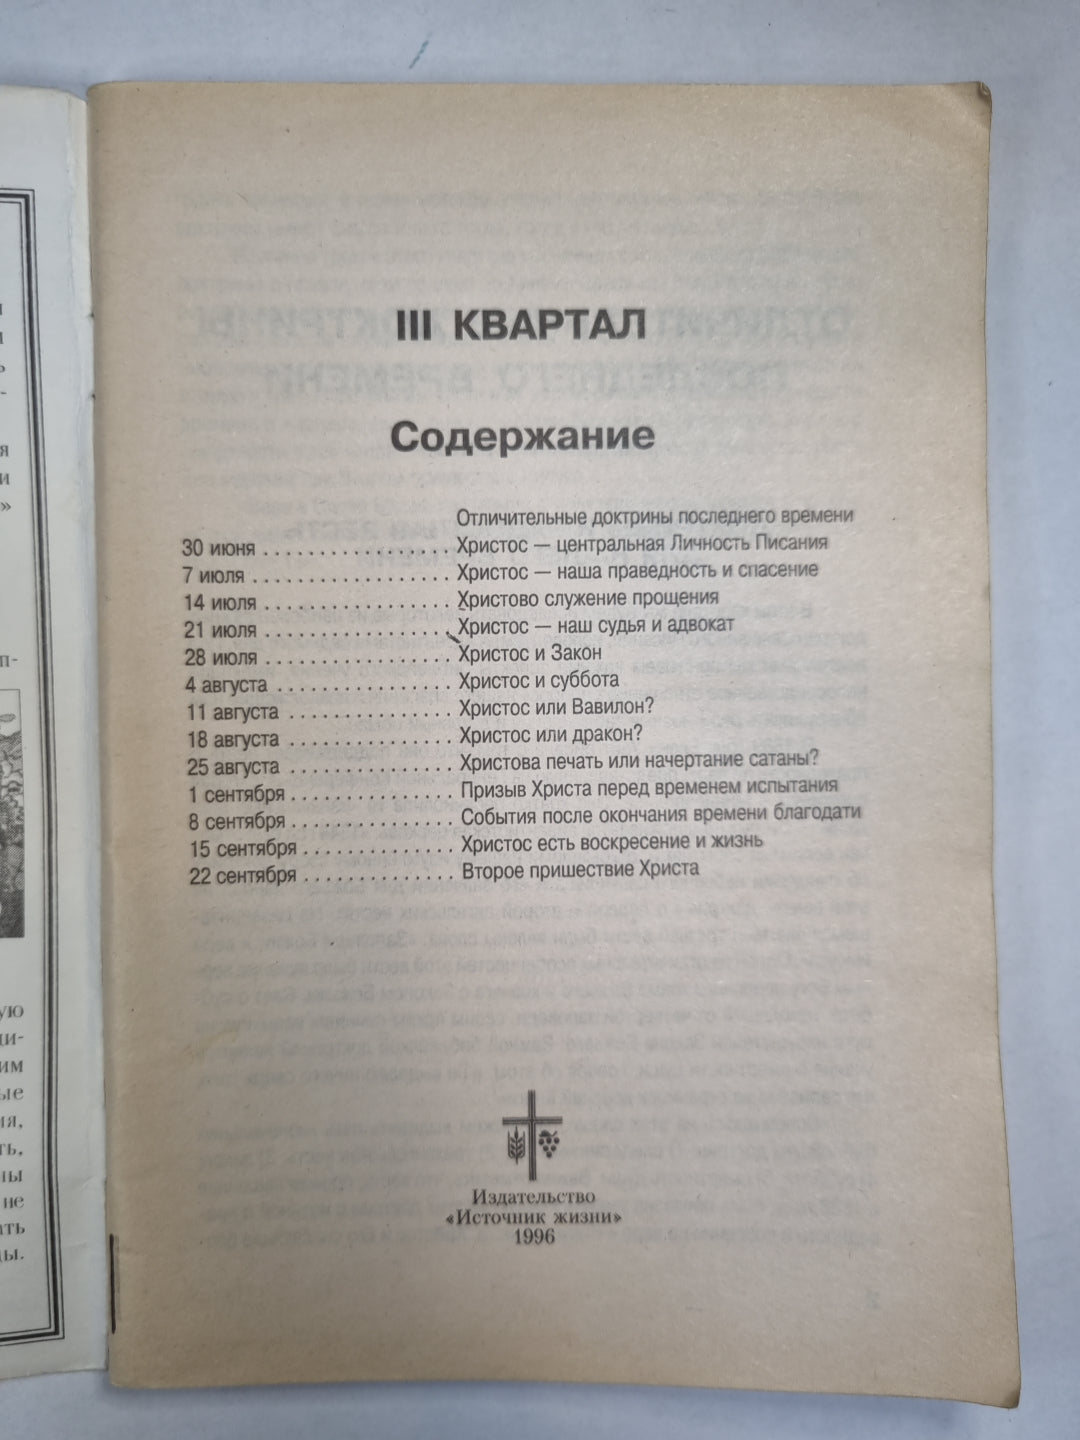 III КВАРТАЛ
Содержание
Отличительные доктрины последнего времени
30 июня . . . . . . . . . . . . . . . . . Христос — центральная Личность Писания
7 июля . . . . . . . . . . . . . . . . . . Христос — наша праведность и спасение
14 июля . . . . . . . . . . . . . . . . . Христово служение прощения
21 июля . . . . . . . . . . . . . . . . . Христос — наш судья и адвокат
28 июля . . . . . . . . . . . . . . . . . Христос и Закон
4 августа . . . . . . . . . . . . . . . . Христос и суббота
11 августа . . . . . . . . . . . . . . . Христос или Вавилон?
18 августа . . . . . . . . . . . . . . . Христос или дракон?
25 августа . . . . . . . . . . . . . . . Христова печать или начертание сатаны?
1 сентября . . . . . . . . . . . . . . . Призыв Христа перед временем испытания
8 сентября . . . . . . . . . . . . . . . События после окончания времени благодати
15 сентября . . . . . . . . . . . . . . Христос есть воскресение и жизнь
22 сентября . . . . . . . . . . . . . . Второе пришествие Христа
Издательство
«Источник жизни»
1996